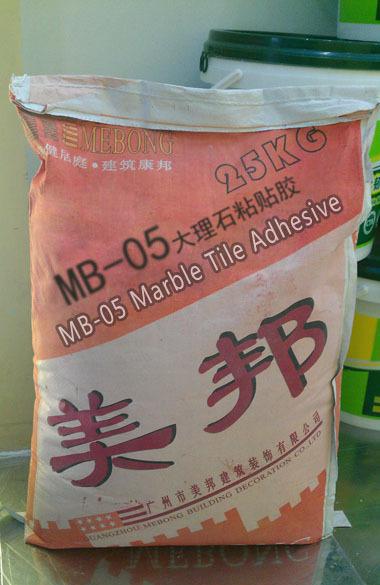 MEBONG
健居庭·建筑康邦
25KG
MB-05大理石粘贴胶
MB-05 Marble Tile Adhesive
美邦
广州市美邦建筑装饰有限公司
GUANGZHOU MEBONG BUILDING DECORATION CO.,LTD